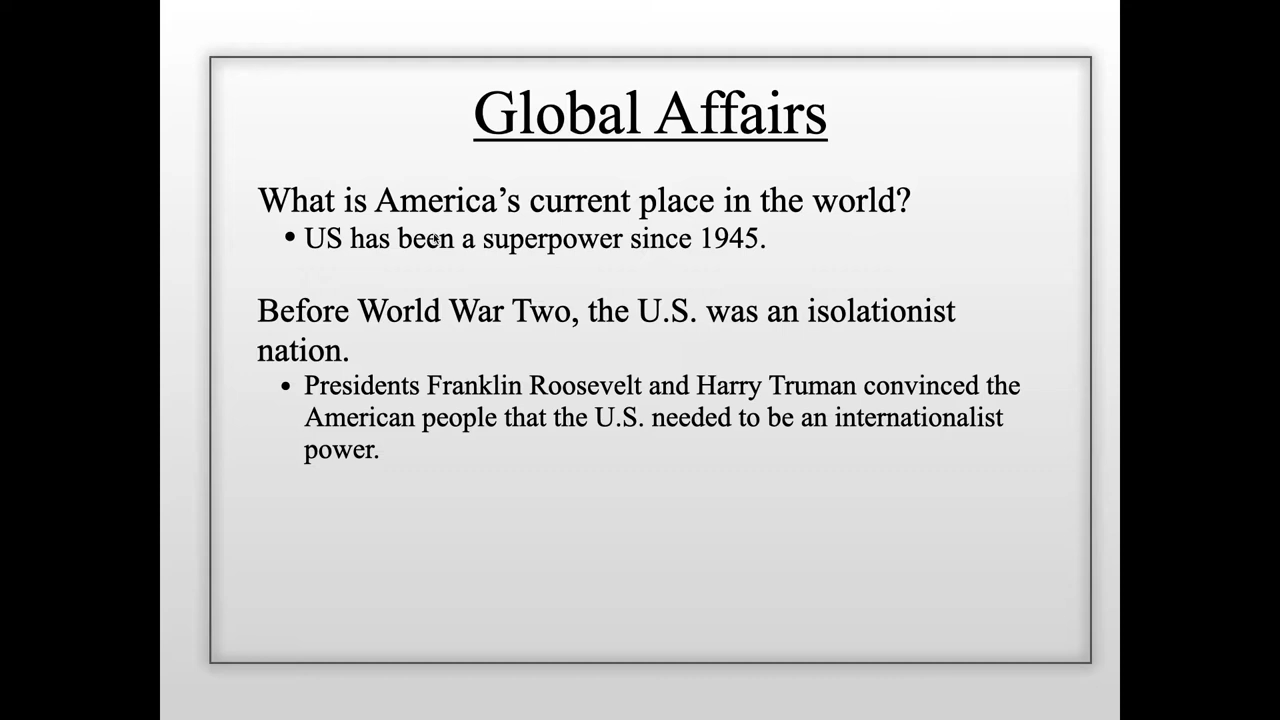 Global Affairs
What is America’s current place in the world?
• US has been a superpower since 1945.
Before World War Two, the U.S. was an isolationist
nation.
• Presidents Franklin Roosevelt and Harry Truman convinced the
American people that the U.S. needed to be an internationalist
power.